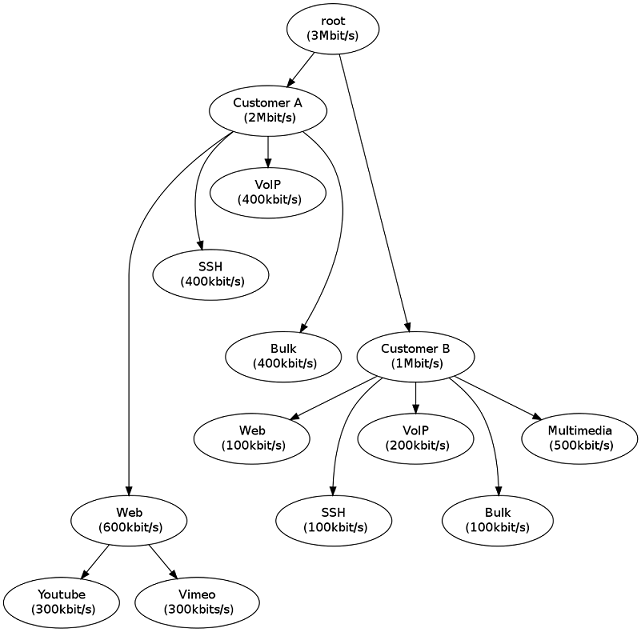 root
(3Mbit/s)
Customer A
(2Mbit/s)
VoIP
(400kbit/s)
SSH
(400kbit/s)
Bulk
(400kbit/s)
Customer B
(1Mbit/s)
Web
(100kbit/s)
VoIP
(200kbit/s)
Multimedia
(500kbit/s)
Web
(600kbit/s)
SSH
(100kbit/s)
Bulk
(100kbit/s)
Youtube
(300kbit/s)
Vimeo
(300kbits/s)